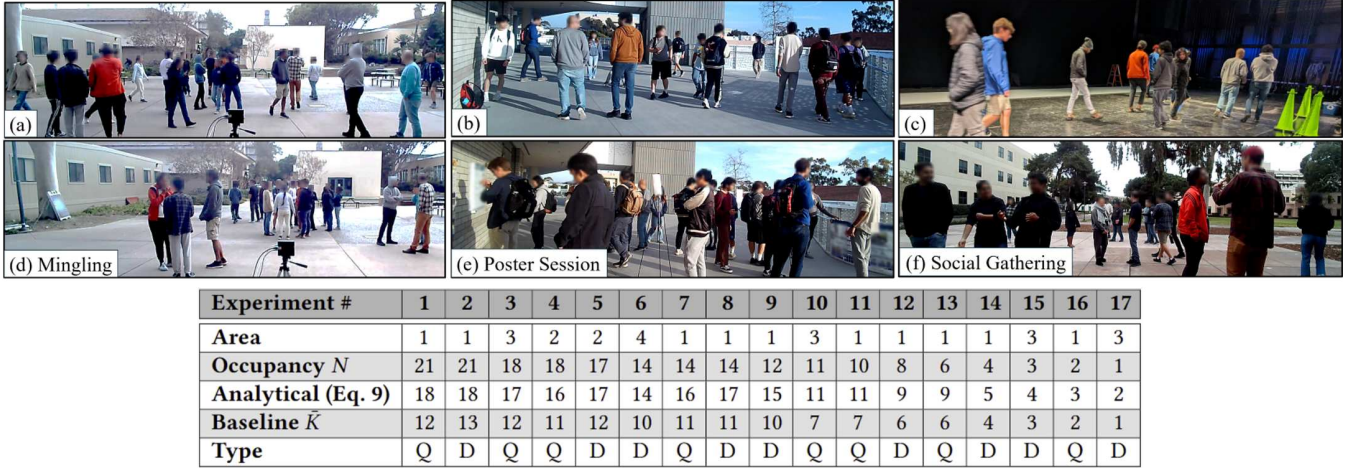 (a)
(b)
(c)
(d) Mingling
(e) Poster Session
(f) Social Gathering
Experiment # 1 2 3 4 5 6 7 8 9 10 11 12 13 14 15 16 17
Area 1 1 3 2 2 4 1 1 1 3 1 1 1 1 3 1 3
Occupancy N 21 21 18 18 17 14 14 14 12 11 10 8 6 4 3 2 1
Analytical (Eq. 9) 18 18 17 16 17 14 16 17 15 11 11 9 9 5 4 3 2
Baseline K̄ 12 13 12 11 12 10 11 11 10 7 7 6 6 4 3 2 1
Type Q D Q Q D D Q D D Q Q D Q D D Q D